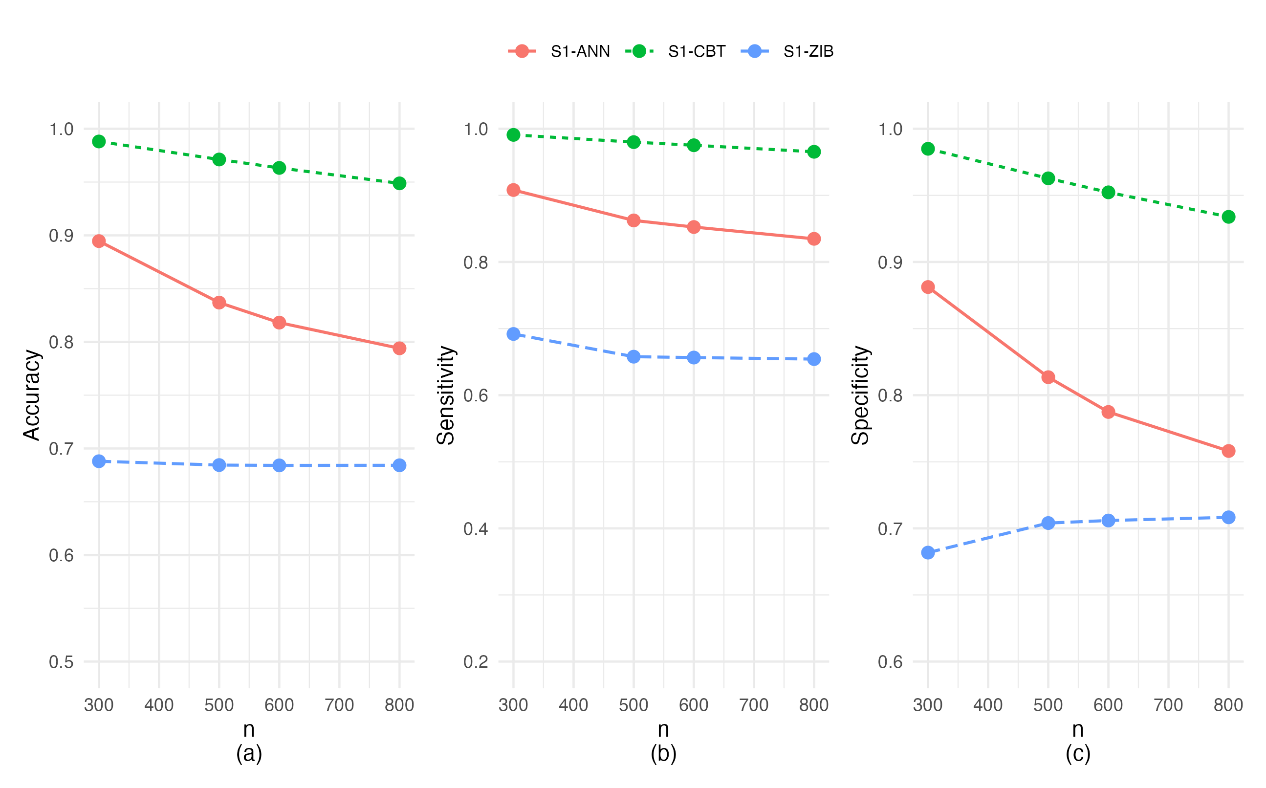 S1-ANN S1-CBT S1-ZIB
Accuracy
1.0
0.9
0.8
0.7
0.6
0.5
300 400 500 600 700 800
n
(a)
Sensitivity
1.0
0.8
0.6
0.4
0.2
300 400 500 600 700 800
n
(b)
Specificity
1.0
0.9
0.8
0.7
0.6
300 400 500 600 700 800
n
(c)